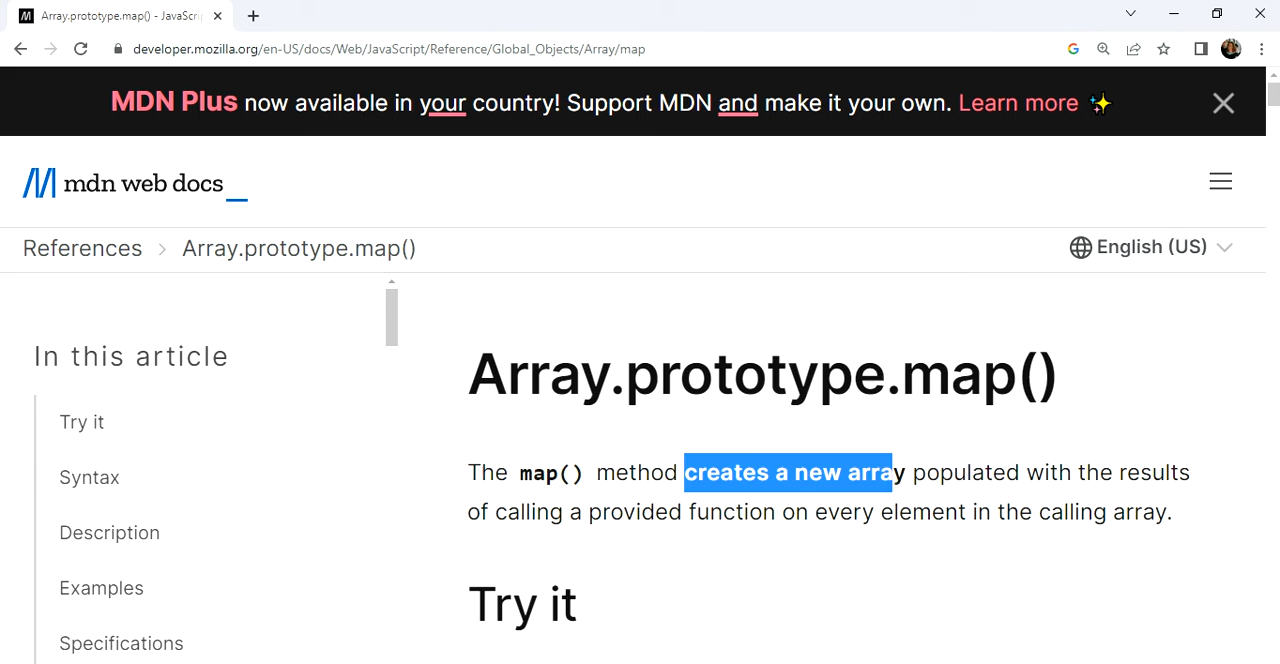 Array.prototype.map() - JavaScri
developer.mozilla.org/en-US/docs/Web/JavaScript/Reference/Global_Objects/Array/map
MDN Plus now available in your country! Support MDN and make it your own. Learn more ✨
mdn web docs_
References > Array.prototype.map()
English (US)
In this article
Try it
Syntax
Description
Examples
Specifications
Array.prototype.map()
The map() method creates a new array populated with the results
of calling a provided function on every element in the calling array.
Try it